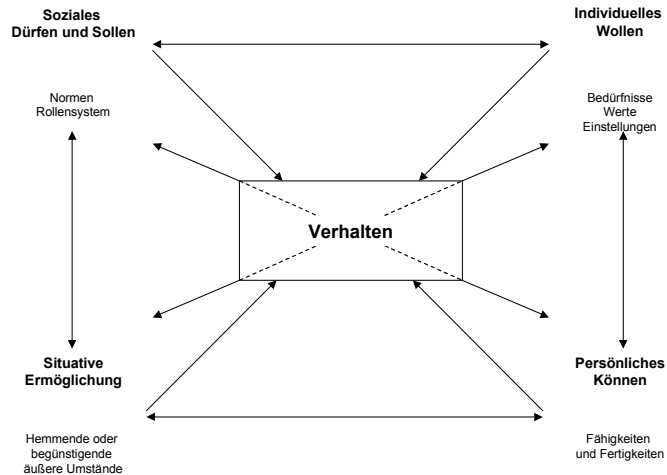 Soziales
Dürfen und Sollen
Individuelles
Wollen
Normen
Rollensystem
Bedürfnisse
Werte
Einstellungen
Verhalten
Situative
Ermöglichung
Persönliches
Können
Hemmende oder
begünstigende
äußere Umstände
Fähigkeiten
und Fertigkeiten